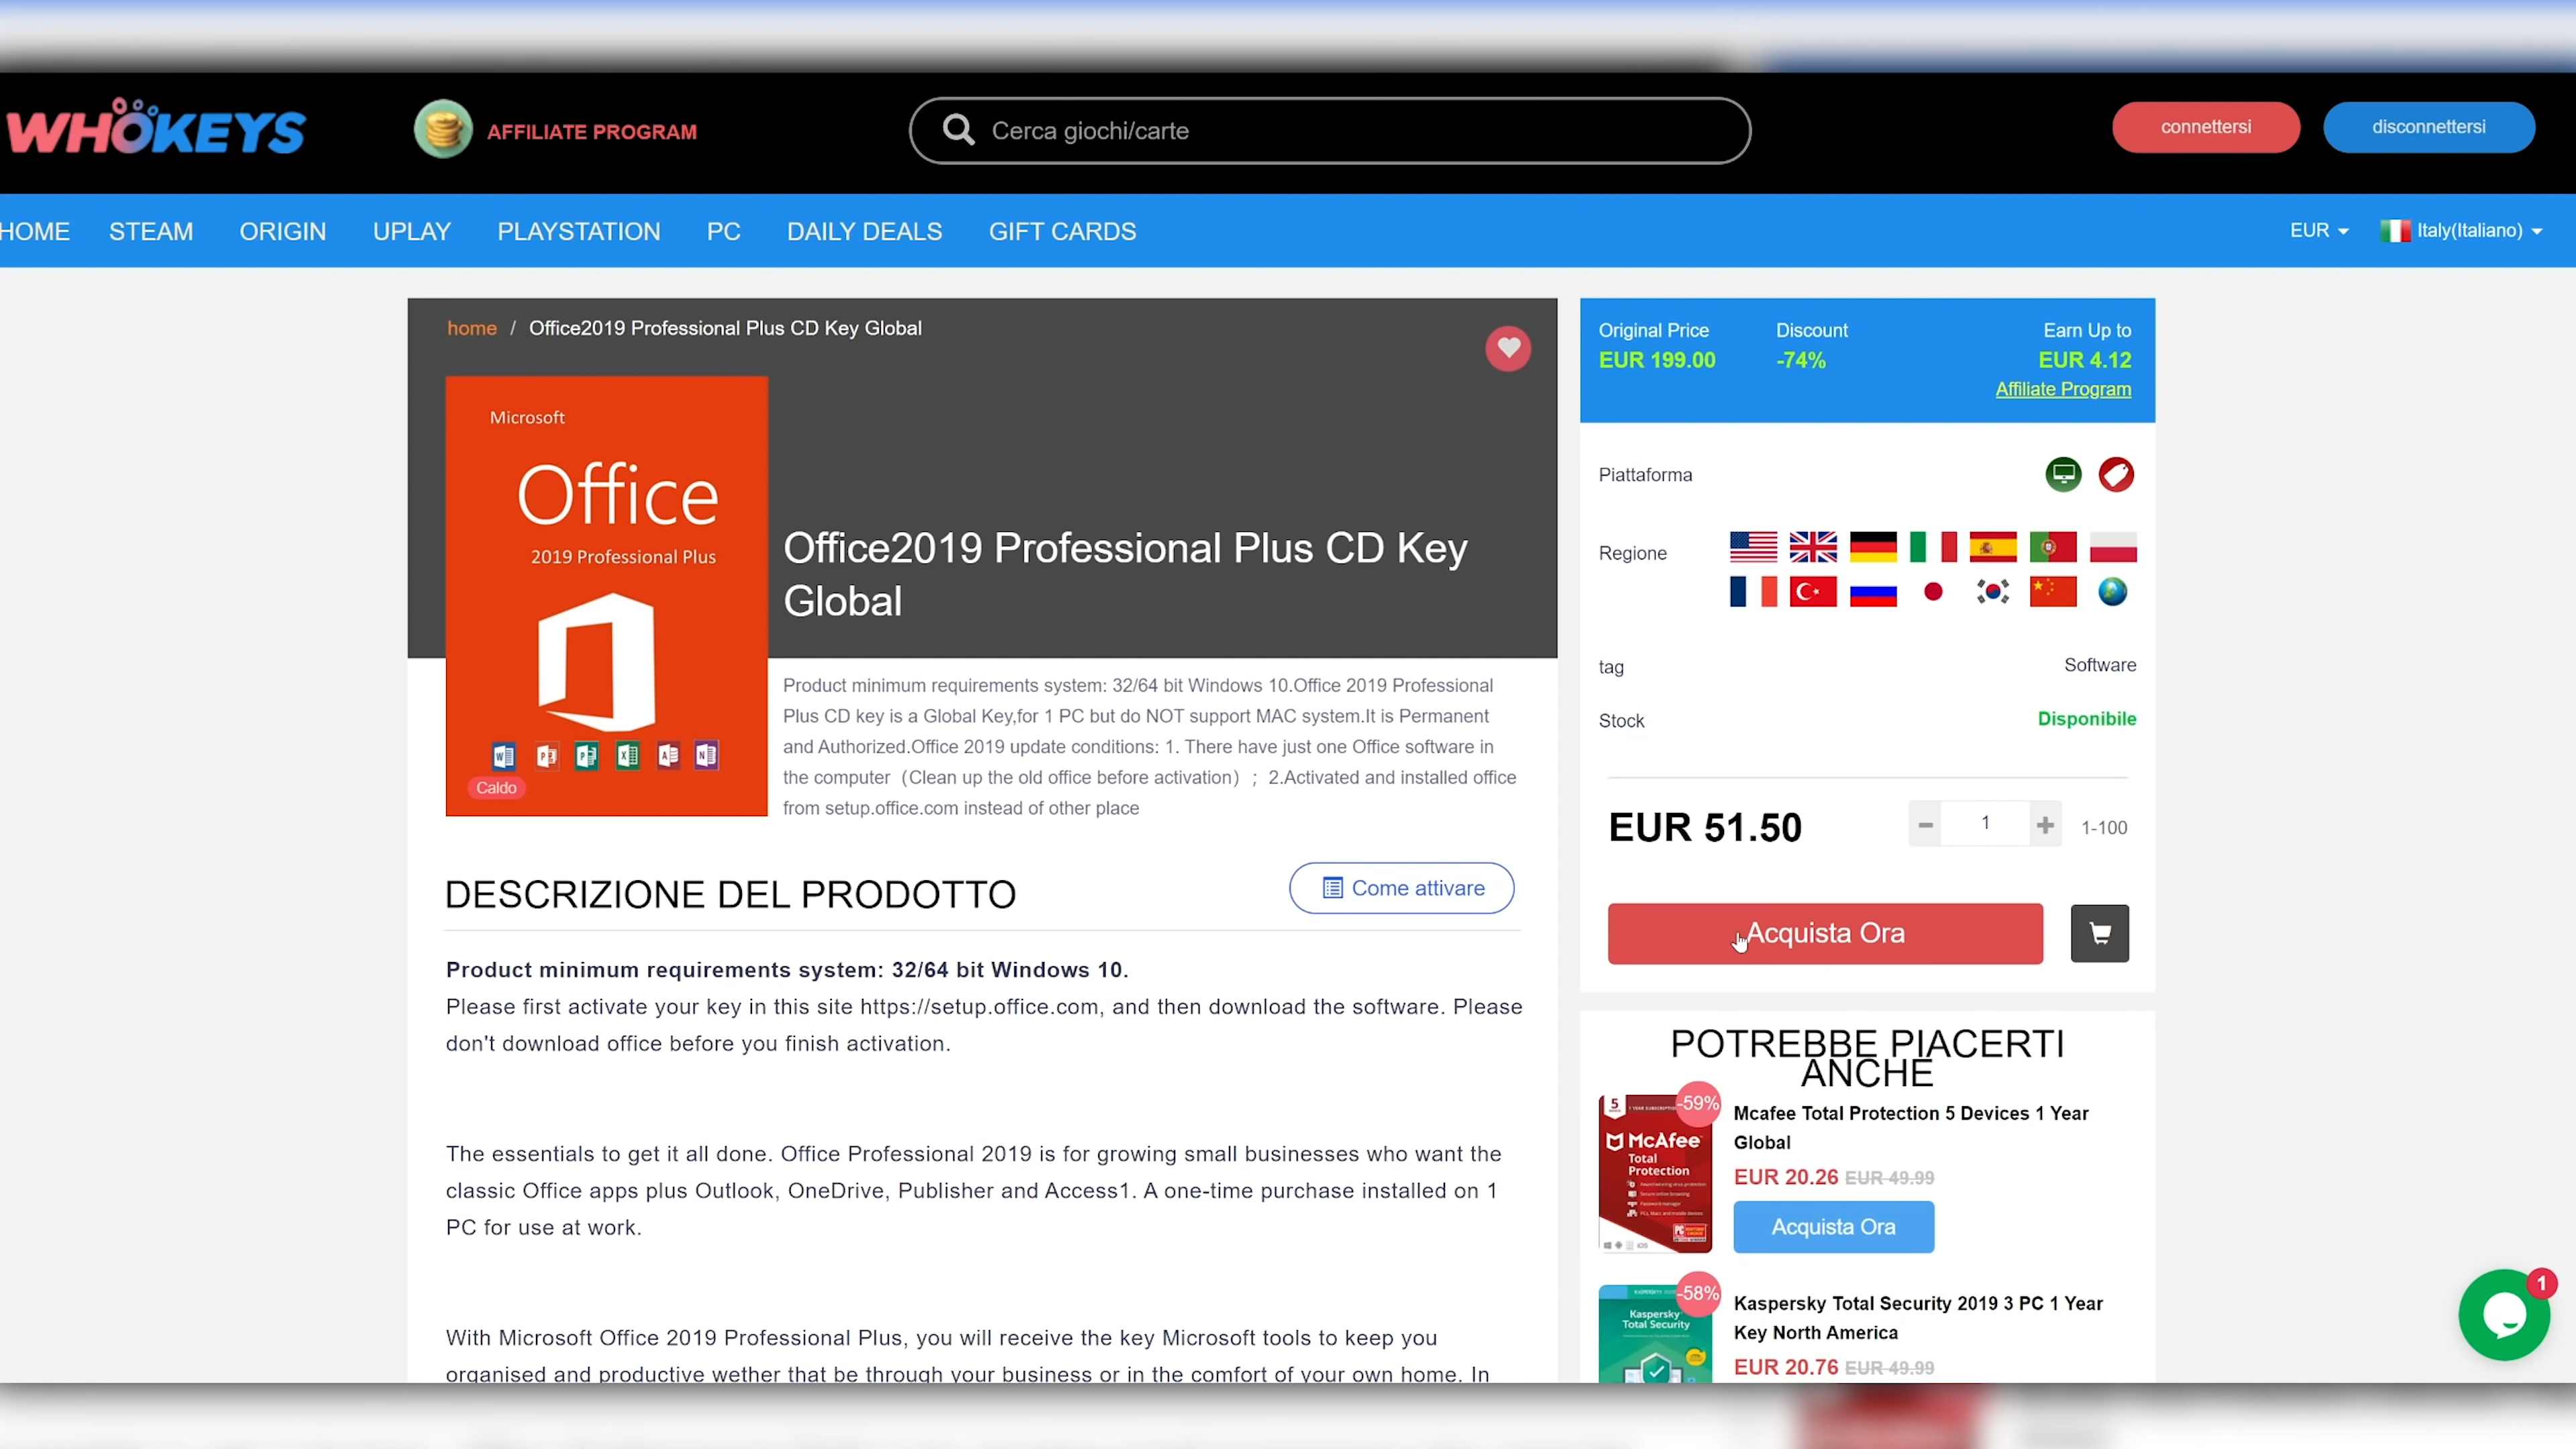 WHOKEYS
AFFILIATE PROGRAM
Cerca giochi/carte
connettersi
disconnettersi
HOME STEAM ORIGIN UPLAY PLAYSTATION PC DAILY DEALS GIFT CARDS
EUR Italy(Italiano)
home / Office2019 Professional Plus CD Key Global
Microsoft
Office
2019 Professional Plus
Caldo
Office2019 Professional Plus CD Key
Global
Product minimum requirements system: 32/64 bit Windows 10.Office 2019 Professional
Plus CD key is a Global Key,for 1 PC but do NOT support MAC system.It is Permanent
and Authorized.Office 2019 update conditions: 1. There have just one Office software in
the computer（Clean up the old office before activation）; 2.Activated and installed office
from setup.office.com instead of other place
DESCRIZIONE DEL PRODOTTO
Come attivare
Product minimum requirements system: 32/64 bit Windows 10.
Please first activate your key in this site https://setup.office.com, and then download the software. Please
don't download office before you finish activation.
The essentials to get it all done. Office Professional 2019 is for growing small businesses who want the
classic Office apps plus Outlook, OneDrive, Publisher and Access1. A one-time purchase installed on 1
PC for use at work.
With Microsoft Office 2019 Professional Plus, you will receive the key Microsoft tools to keep you
organised and productive wether that be through your business or in the comfort of your own home. In
Original Price Discount Earn Up to
EUR 199.00 -74% EUR 4.12
Affiliate Program
Piattaforma
Regione
tag Software
Stock Disponibile
EUR 51.50
1
1-100
Acquista Ora
POTREBBE PIACERTI
ANCHE
-59%
McAfee
Total
Protection
Mcafee Total Protection 5 Devices 1 Year
Global
EUR 20.26 EUR 49.99
Acquista Ora
-58%
Kaspersky
Total Security
Kaspersky Total Security 2019 3 PC 1 Year
Key North America
EUR 20.76 EUR 49.99
1